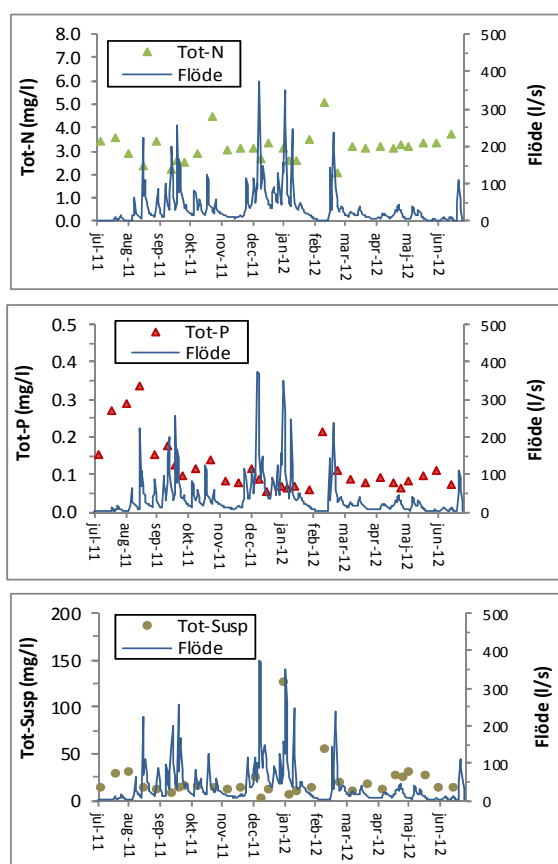 Tot-N (mg/l)
8.0
7.0
6.0
5.0
4.0
3.0
2.0
1.0
0.0
Tot-N
Flöde
500
400
300
200
100
0
Flöde (l/s)
jul-11
aug-11
sep-11
okt-11
nov-11
dec-11
jan-12
feb-12
mar-12
apr-12
maj-12
jun-12
Tot-P (mg/l)
0.5
0.4
0.3
0.2
0.1
0.0
Tot-P
Flöde
500
400
300
200
100
0
Flöde (l/s)
jul-11
aug-11
sep-11
okt-11
nov-11
dec-11
jan-12
feb-12
mar-12
apr-12
maj-12
jun-12
Tot-Susp (mg/l)
200
150
100
50
0
Tot-Susp
Flöde
500
400
300
200
100
0
Flöde (l/s)
jul-11
aug-11
sep-11
okt-11
nov-11
dec-11
jan-12
feb-12
mar-12
apr-12
maj-12
jun-12